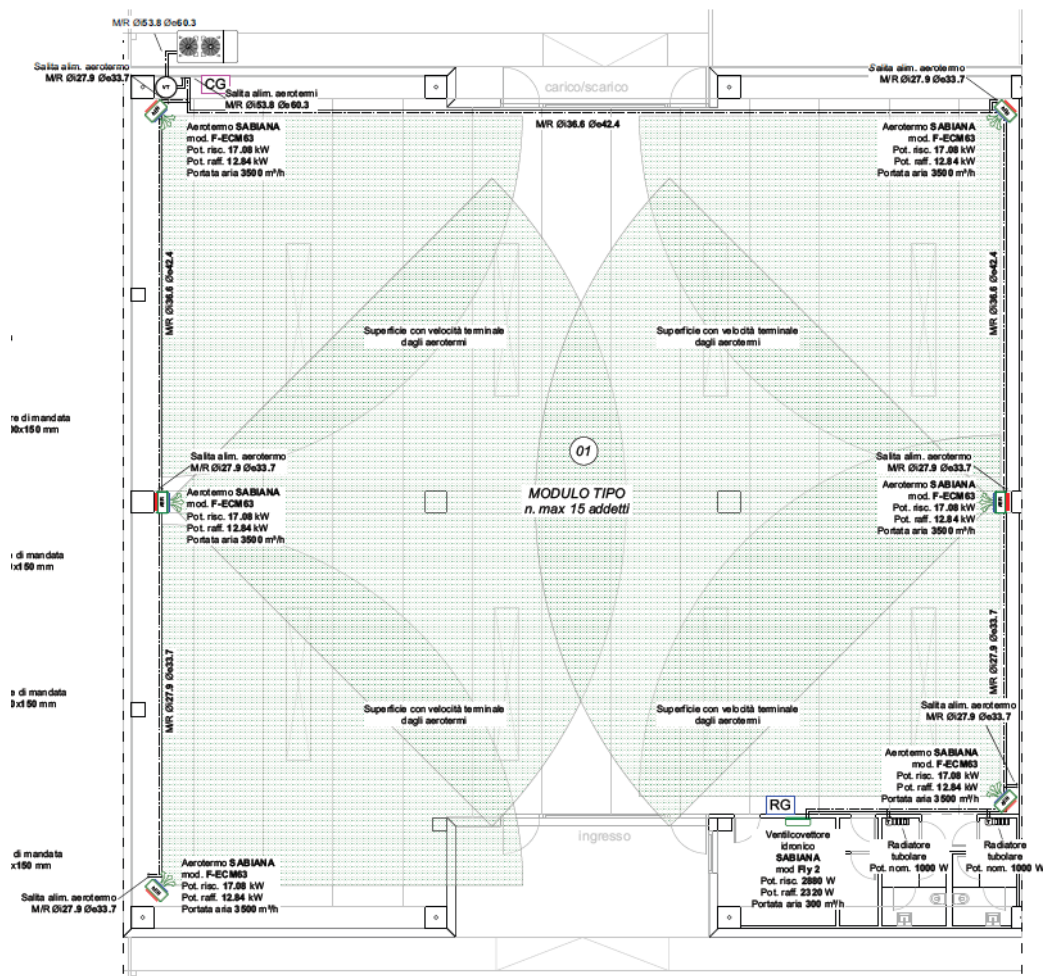 M/R Øi53.8 Øe60.3
Salita alim. aerotermo
M/R Øi27.9 Øe33.7
VT
CG
Salita alim. aerotermi
M/R Øi53.8 Øe60.3
carico/scarico
Salita alim. aerotermo
M/R Øi27.9 Øe33.7
M/R Øi36.6 Øe42.4
Aerotermo SABIANA
mod. F-ECM63
Pot. risc. 17.08 kW
Pot. raff. 12.84 kW
Portata aria 3500 m³/h
Aerotermo SABIANA
mod. F-ECM63
Pot. risc. 17.08 kW
Pot. raff. 12.84 kW
Portata aria 3500 m³/h
M/R Øi36.6 Øe42.4
M/R Øi36.6 Øe42.4
Superficie con velocità terminale
dagli aerotermi
Superficie con velocità terminale
dagli aerotermi
re di mandata
00x150 mm
01
MODULO TIPO
n. max 15 addetti
Salita alim. aerotermo
M/R Øi27.9 Øe33.7
Aerotermo SABIANA
mod. F-ECM63
Pot. risc. 17.08 kW
Pot. raff. 12.84 kW
Portata aria 3500 m³/h
Salita alim. aerotermo
M/R Øi27.9 Øe33.7
Aerotermo SABIANA
mod. F-ECM63
Pot. risc. 17.08 kW
Pot. raff. 12.84 kW
Portata aria 3500 m³/h
di mandata
x150 mm
M/R Øi27.9 Øe33.7
M/R Øi27.9 Øe33.7
e di mandata
0x150 mm
Superficie con velocità terminale
dagli aerotermi
Superficie con velocità terminale
dagli aerotermi
Salita alim. aerotermo
M/R Øi27.9 Øe33.7
Aerotermo SABIANA
mod. F-ECM63
Pot. risc. 17.08 kW
Pot. raff. 12.84 kW
Portata aria 3500 m³/h
RG
ingresso
Ventilcovettore
idronico
SABIANA
mod Fly 2
Pot. risc. 2880 W
Pot. raff. 2320 W
Portata aria 300 m³/h
Radiatore
tubolare
Pot. nom. 1000 W
Radiatore
tubolare
Pot. nom. 1000 W
di mandata
x150 mm
Aerotermo SABIANA
mod. F-ECM63
Pot. risc. 17.08 kW
Pot. raff. 12.84 kW
Portata aria 3500 m³/h
Salita alim. aerotermo
M/R Øi27.9 Øe33.7